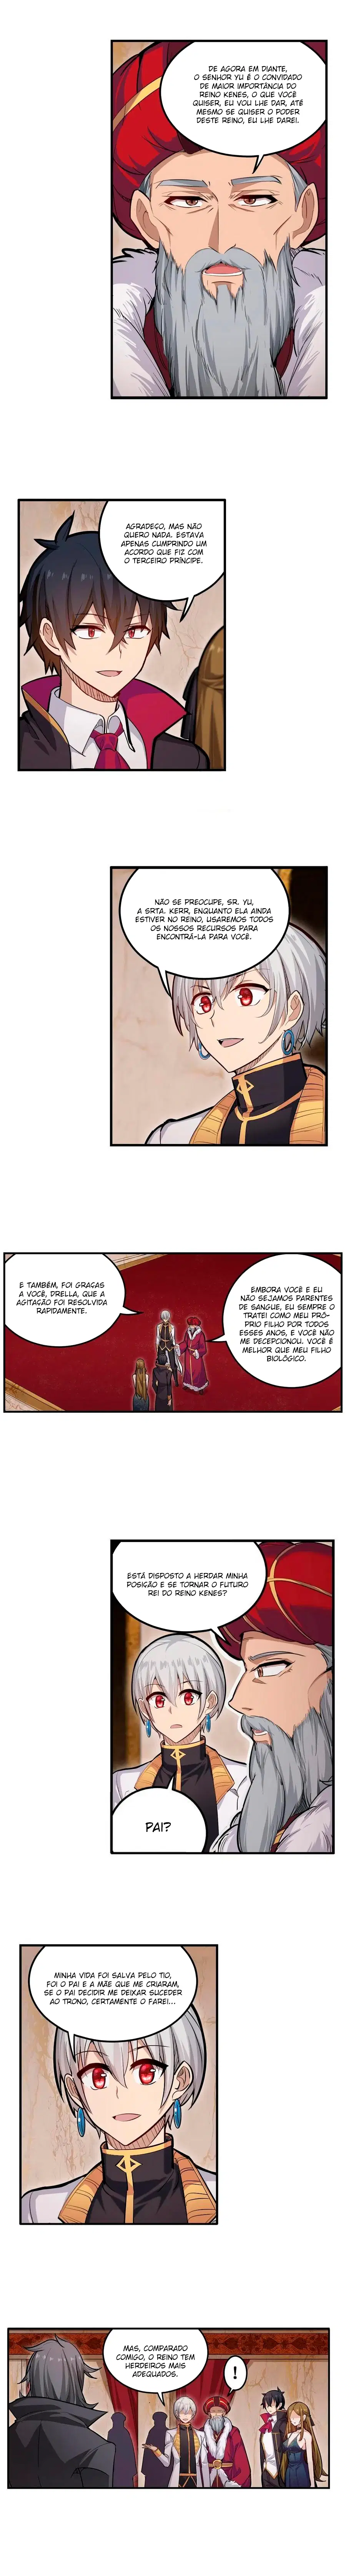 DE AGORA EM DIANTE,
O SENHOR YU É O CONVIDADO
DE MAIOR IMPORTÂNCIA DO
REINO KENES, O QUE VOCÊ
QUISER, EU VOU LHE DAR, ATÉ
MESMO SE QUISER O PODER
DESTE REINO, EU LHE DAREI.
AGRADEÇO, MAS NÃO
QUERO NADA. ESTAVA
APENAS CUMPRINDO UM
ACORDO QUE FIZ COM
O TERCEIRO PRÍNCIPE.
NÃO SE PREOCUPE, SR. YU,
A SRTA. KERR, ENQUANTO ELA AINDA
ESTIVER NO REINO, USAREMOS TODOS
OS NOSSOS RECURSOS PARA
ENCONTRÁ-LA PARA VOCÊ.
E TAMBÉM, FOI GRAÇAS
A VOCÊ, DRELLA, QUE A
AGITAÇÃO FOI RESOLVIDA
RAPIDAMENTE.
EMBORA VOCÊ E EU
NÃO SEJAMOS PARENTES
DE SANGUE, EU SEMPRE O
TRATEI COMO MEU PRÓ-
PRIO FILHO POR TODOS
ESSES ANOS, E VOCÊ NÃO
ME DECEPCIONOU. VOCÊ É
MELHOR QUE MEU FILHO
BIOLÓGICO.
ESTÁ DISPOSTO A HERDAR MINHA
POSIÇÃO E SE TORNAR O FUTURO
REI DO REINO KENES?
PAI?
MINHA VIDA FOI SALVA PELO TIO,
FOI O PAI E A MÃE QUE ME CRIARAM,
SE O PAI DECIDIR ME DEIXAR SUCEDER
AO TRONO, CERTAMENTE O FAREI...
MAS, COMPARADO
COMIGO, O REINO TEM
HERDEIROS MAIS
ADEQUADOS.
!